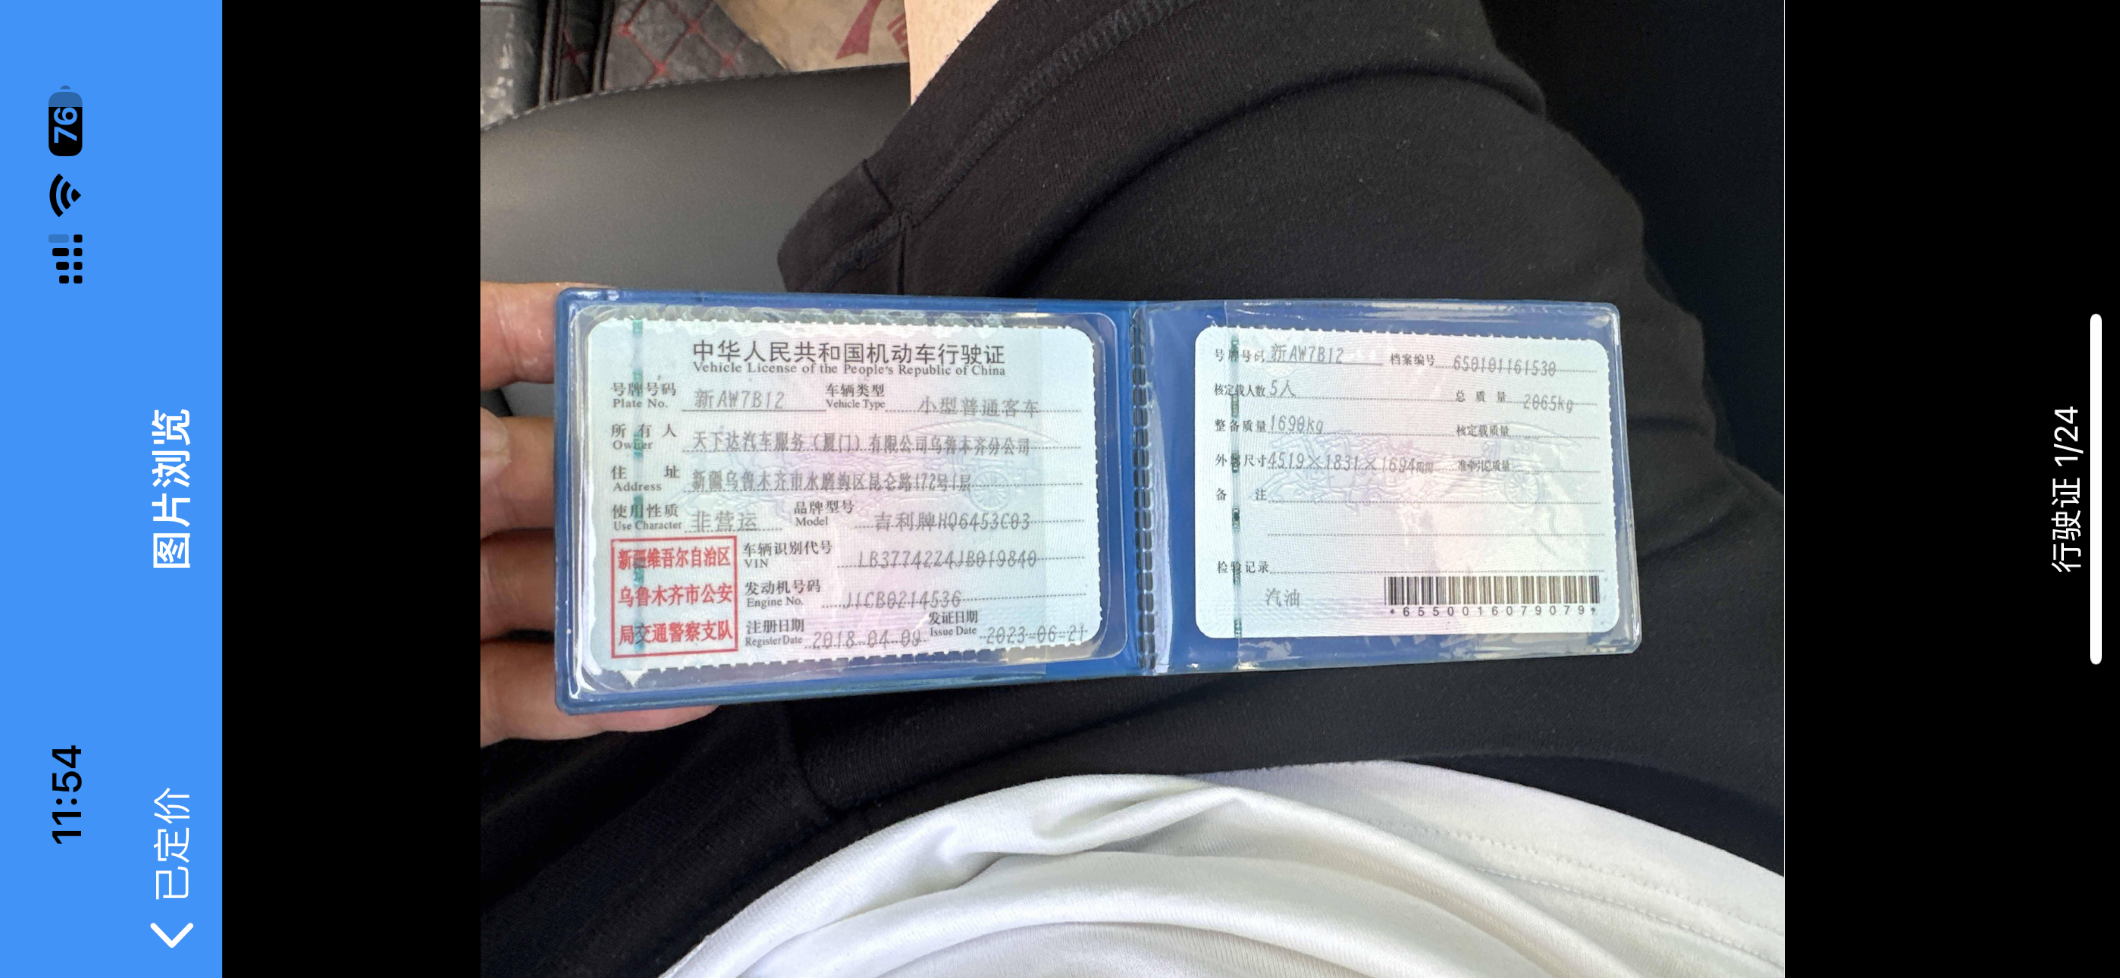 11:54
76
已定价
图片浏览
中华人民共和国机动车行驶证
Vehicle License of the People's Republic of China
号牌号码 新AW7B12 车辆类型 小型普通客车
Plate No. Vehicle Type
所有人 天下达汽车服务(厦门)有限公司乌鲁木齐分公司
Owner
住址 新疆乌鲁木齐市水磨沟区昆仑路172号1层
Address
使用性质 非营运 品牌型号 吉利牌HQ6453C03
Use Character Model
新疆维吾尔自治区
乌鲁木齐市公安
局交通警察支队
车辆识别代号 LB37742Z4JB019840
VIN
发动机号码 J1CB0214536
Engine No.
注册日期 2018-04-09 发证日期 2023-06-21
Register Date Issue Date
号牌号码 新AW7B12 档案编号 650101161530
核定载人数 5人 总质量 2065kg
整备质量 1690kg 核定载质量
外廓尺寸 4519×1831×1694mm 准牵引总质量
备注
检验记录
汽油
*6550016079079*
行驶证 1/24